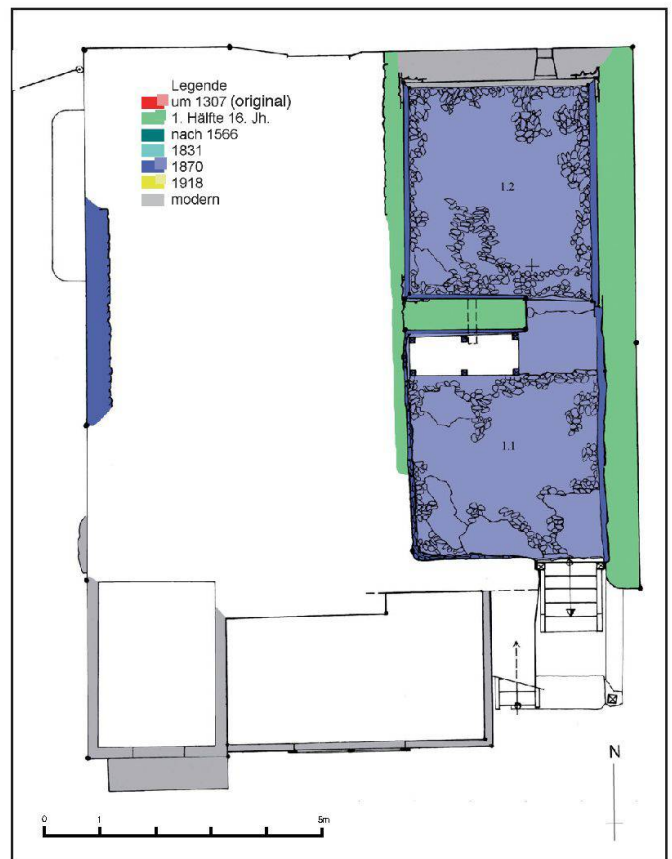 Legende
um 1307 (original)
1. Hälfte 16. Jh.
nach 1566
1831
1870
1918
modern
1.2
1.1
N
0 1 5m